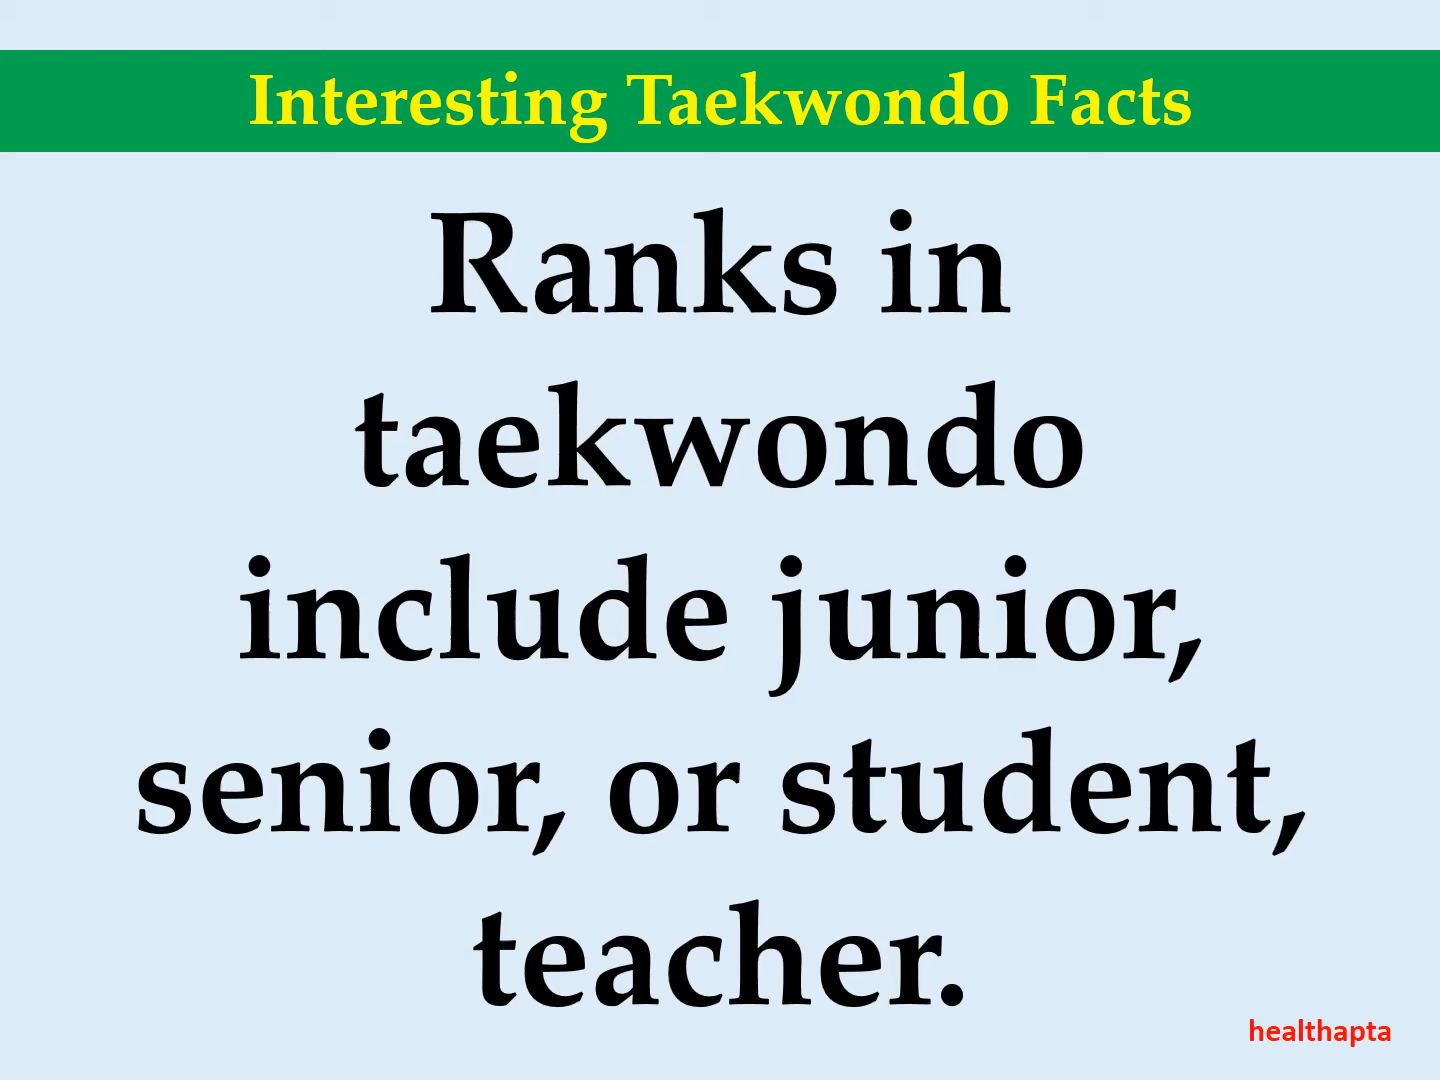 Interesting Taekwondo Facts
Ranks in
taekwondo
include junior,
senior, or student,
teacher.
healthapta